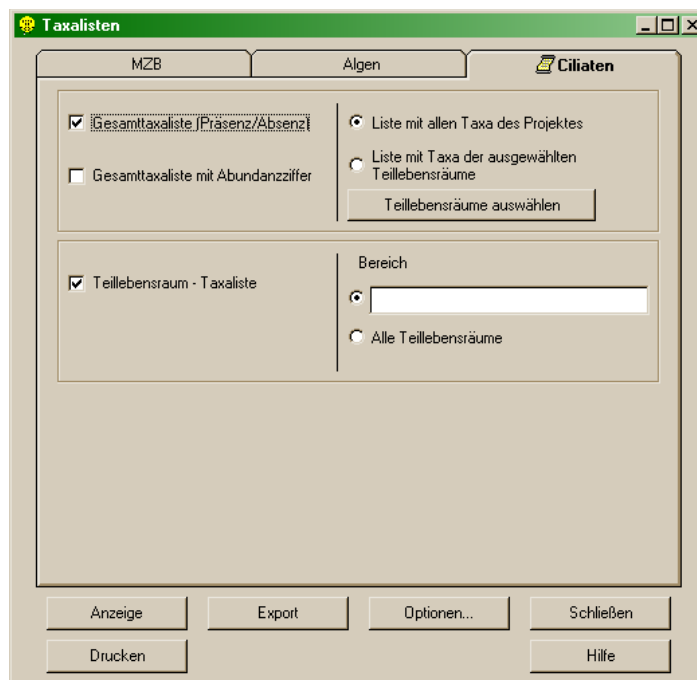 Taxalisten
MZB
Algen
Ciliaten
Gesamttaxaliste (Präsenz/Absenz)
Gesamttaxaliste mit Abundanzziffer
Liste mit allen Taxa des Projektes
Liste mit Taxa der ausgewählten
Teillebensräume
Teillebensräume auswählen
Teillebensraum - Taxaliste
Bereich
Alle Teillebensräume
Anzeige
Export
Optionen...
Schließen
Drucken
Hilfe